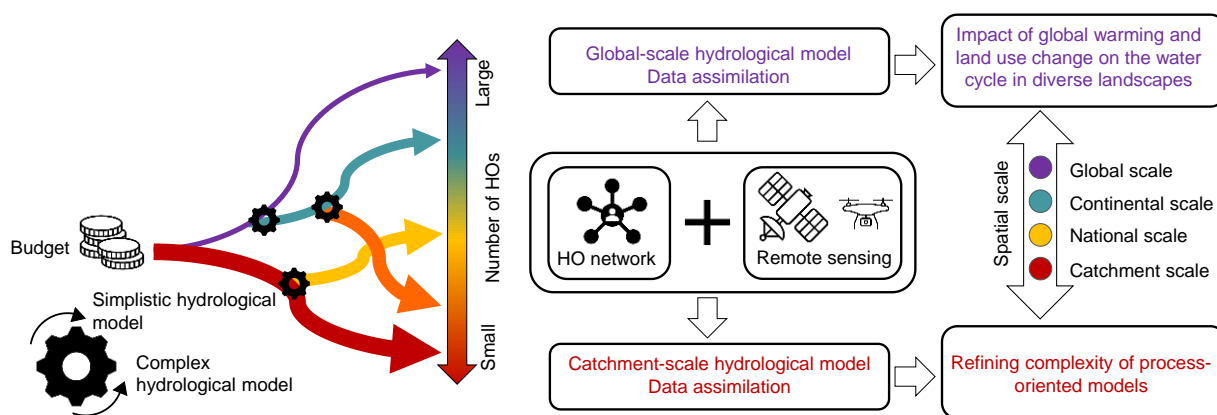 Budget
Simplistic hydrological
model
Complex
hydrological model
Large
Number of HOs
Small
Global-scale hydrological model
Data assimilation
HO network
Remote sensing
Catchment-scale hydrological model
Data assimilation
Impact of global warming and
land use change on the water
cycle in diverse landscapes
Spatial scale
Global scale
Continental scale
National scale
Catchment scale
Refining complexity of process-
oriented models